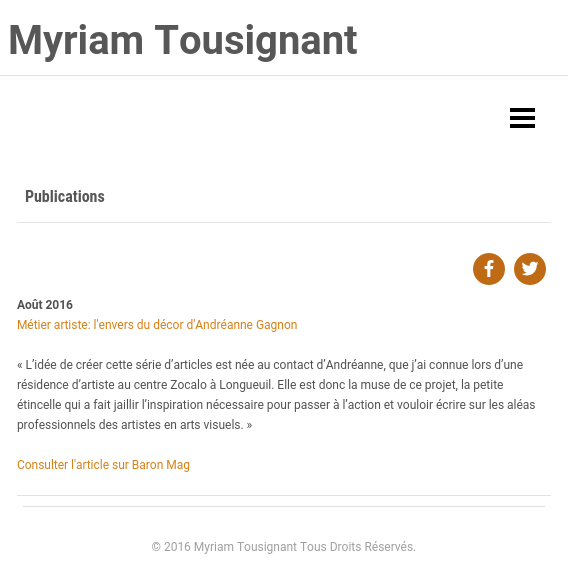 Myriam Tousignant
Publications
Août 2016
Métier artiste: l'envers du décor d'Andréanne Gagnon
« L’idée de créer cette série d’articles est née au contact d’Andréanne, que j’ai connue lors d’une
résidence d’artiste au centre Zocalo à Longueuil. Elle est donc la muse de ce projet, la petite
étincelle qui a fait jaillir l’inspiration nécessaire pour passer à l’action et vouloir écrire sur les aléas
professionnels des artistes en arts visuels. »
Consulter l'article sur Baron Mag
© 2016 Myriam Tousignant Tous Droits Réservés.